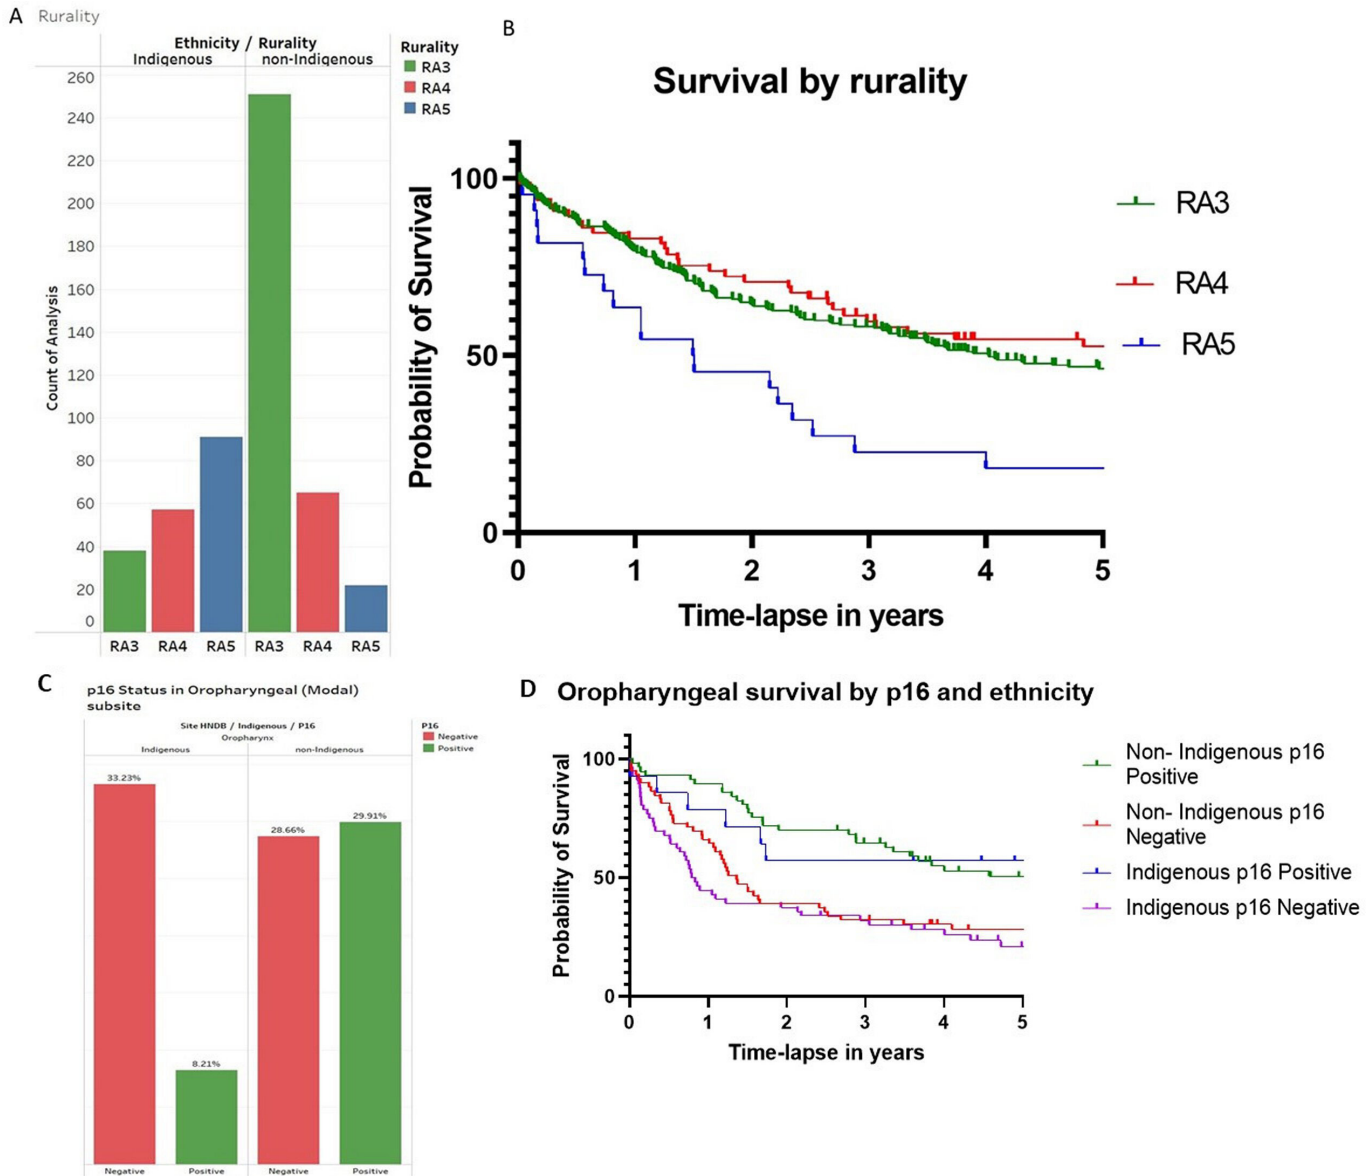 A
Rurality
Ethnicity / Rurality
Indigenous
non-Indigenous
Rurality
RA3
RA4
RA5
260
240
220
200
180
160
140
120
100
80
60
40
20
0
Count of Analysis
RA3
RA4
RA5
RA3
RA4
RA5
B
Survival by rurality
Probability of Survival
100
50
0
0
1
2
3
4
5
Time-lapse in years
RA3
RA4
RA5
C
p16 Status in Oropharyngeal (Modal)
subsite
Site HNDB / Indigenous / P16
Oropharynx
Indigenous
non-Indigenous
P16
Negative
Positive
33.23%
8.21%
28.66%
29.91%
Negative
Positive
Negative
Positive
D
Oropharyngeal survival by p16 and ethnicity
Probability of Survival
100
50
0
0
1
2
3
4
5
Time-lapse in years
Non- Indigenous p16
Positive
Non- Indigenous p16
Negative
Indigenous p16 Positive
Indigenous p16 Negative